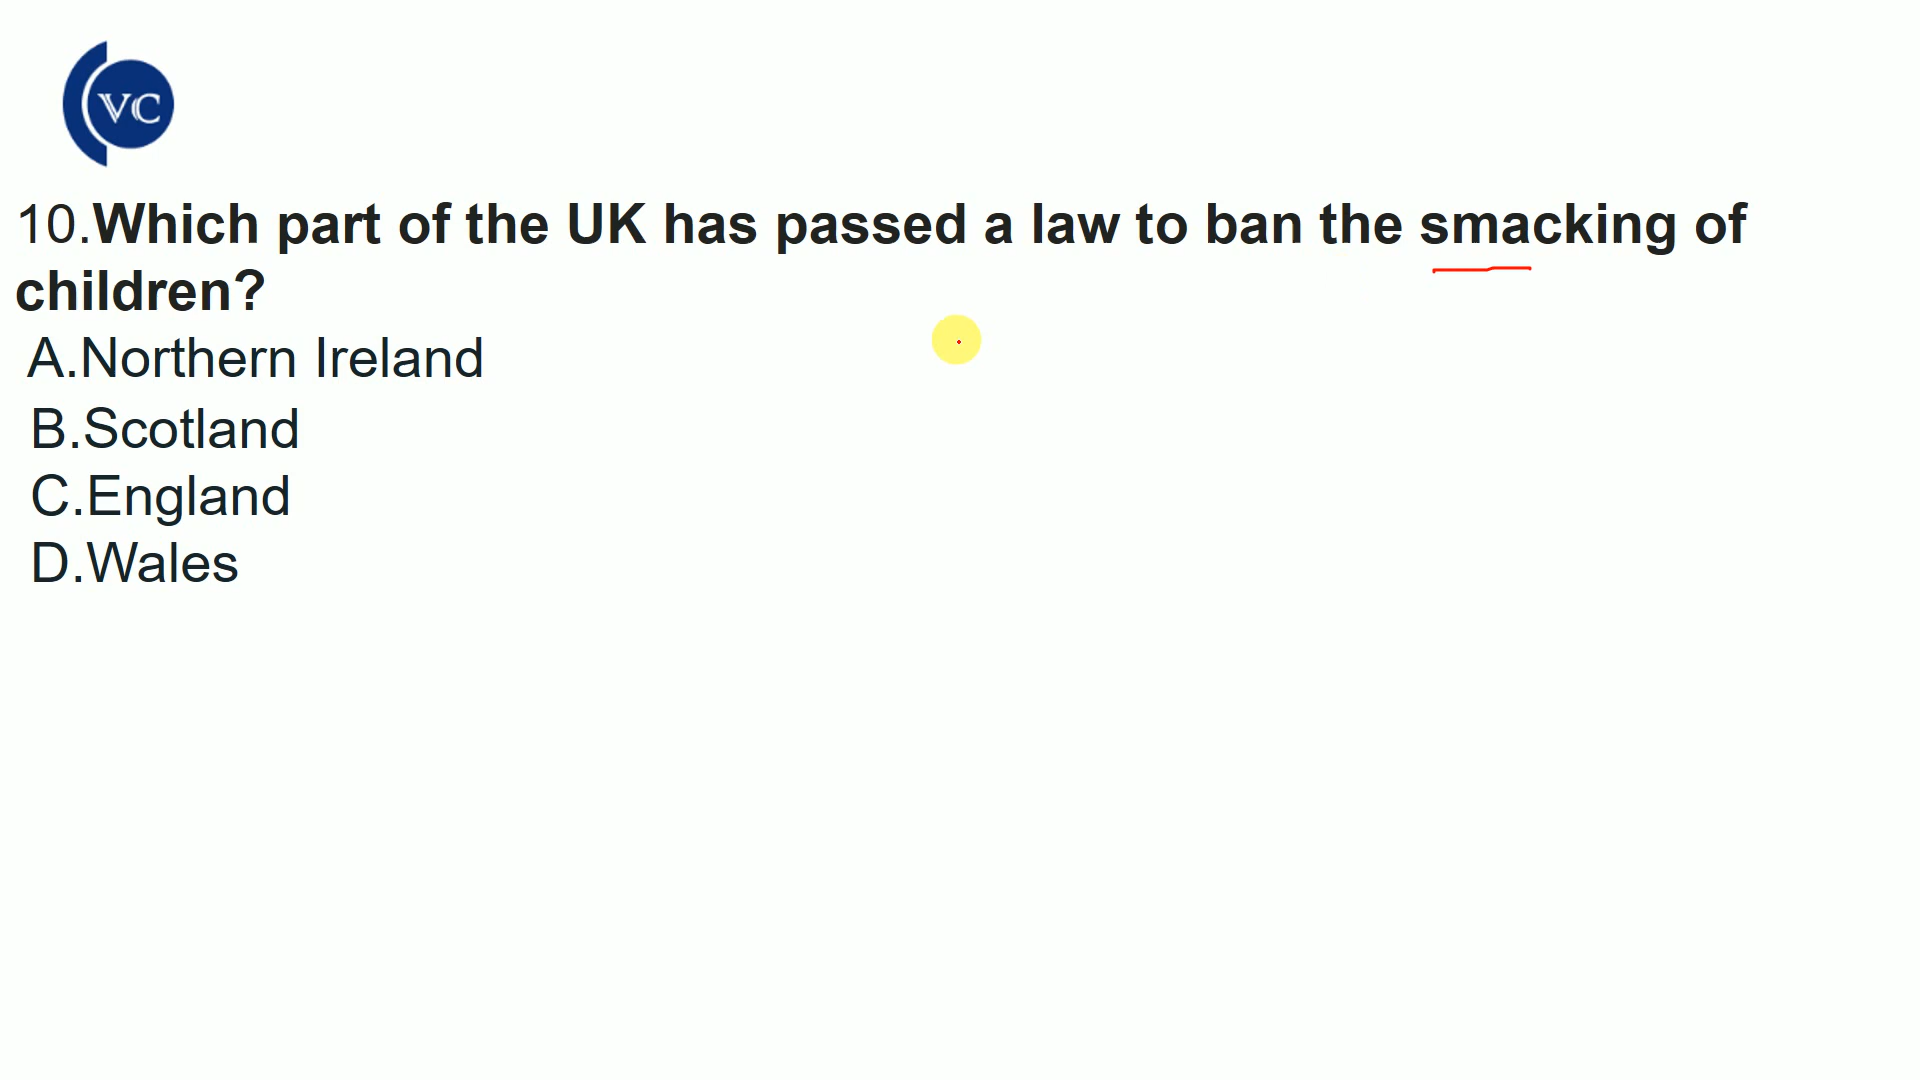 VC
10.Which part of the UK has passed a law to ban the smacking of
children?
A.Northern Ireland
B.Scotland
C.England
D.Wales